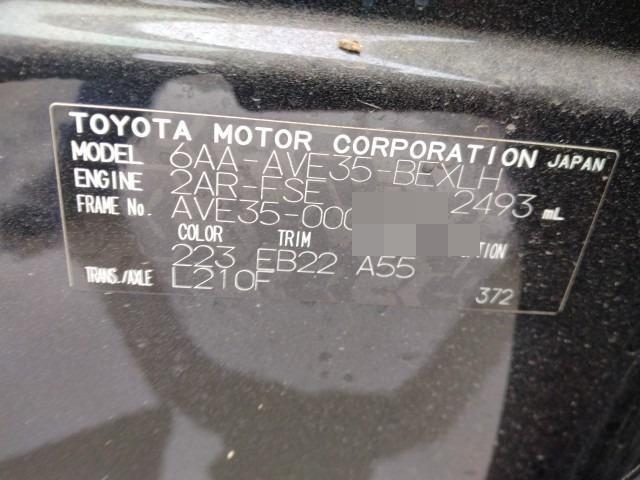 TOYOTA MOTOR CORPORATION JAPAN
MODEL 6AA-AVE35-BEXLH
ENGINE 2AR-FSE 2493 mL
FRAME No. AVE35-000
COLOR TRIM
223 EB22 A55
TRANS./AXLE L210F
372